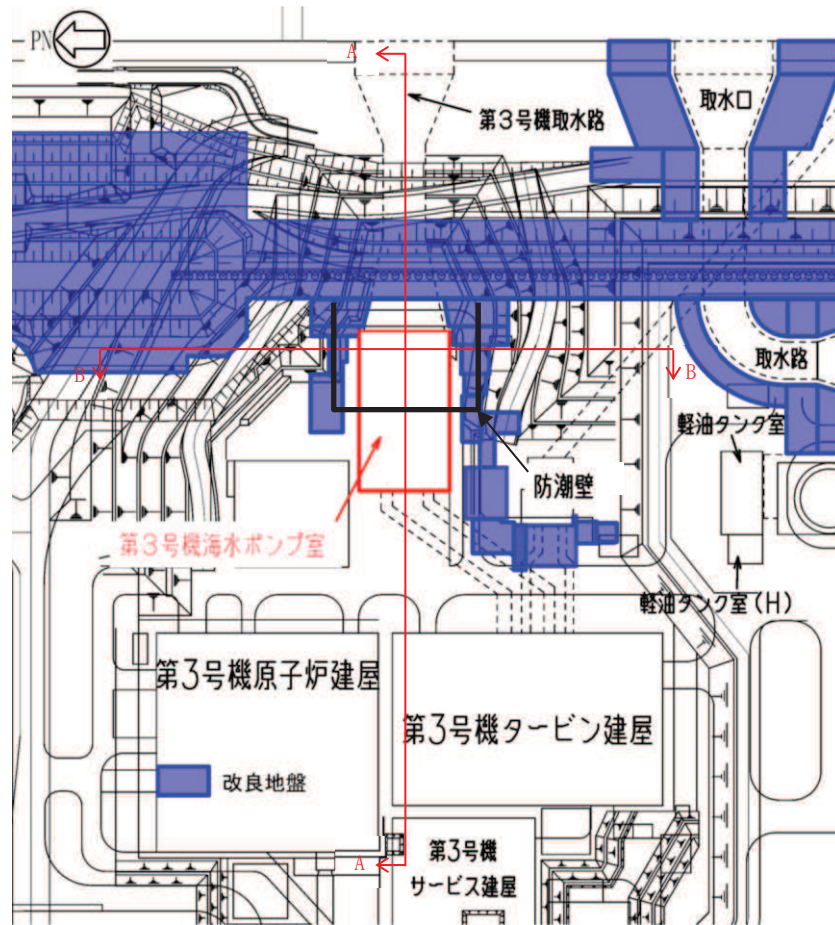 PN
A
第3号機取水路
取水口
B
B
取水路
軽油タンク室
防潮壁
第3号機海水ポンプ室
軽油タンク室(H)
第3号機原子炉建屋
第3号機タービン建屋
改良地盤
A
第3号機
サービス建屋